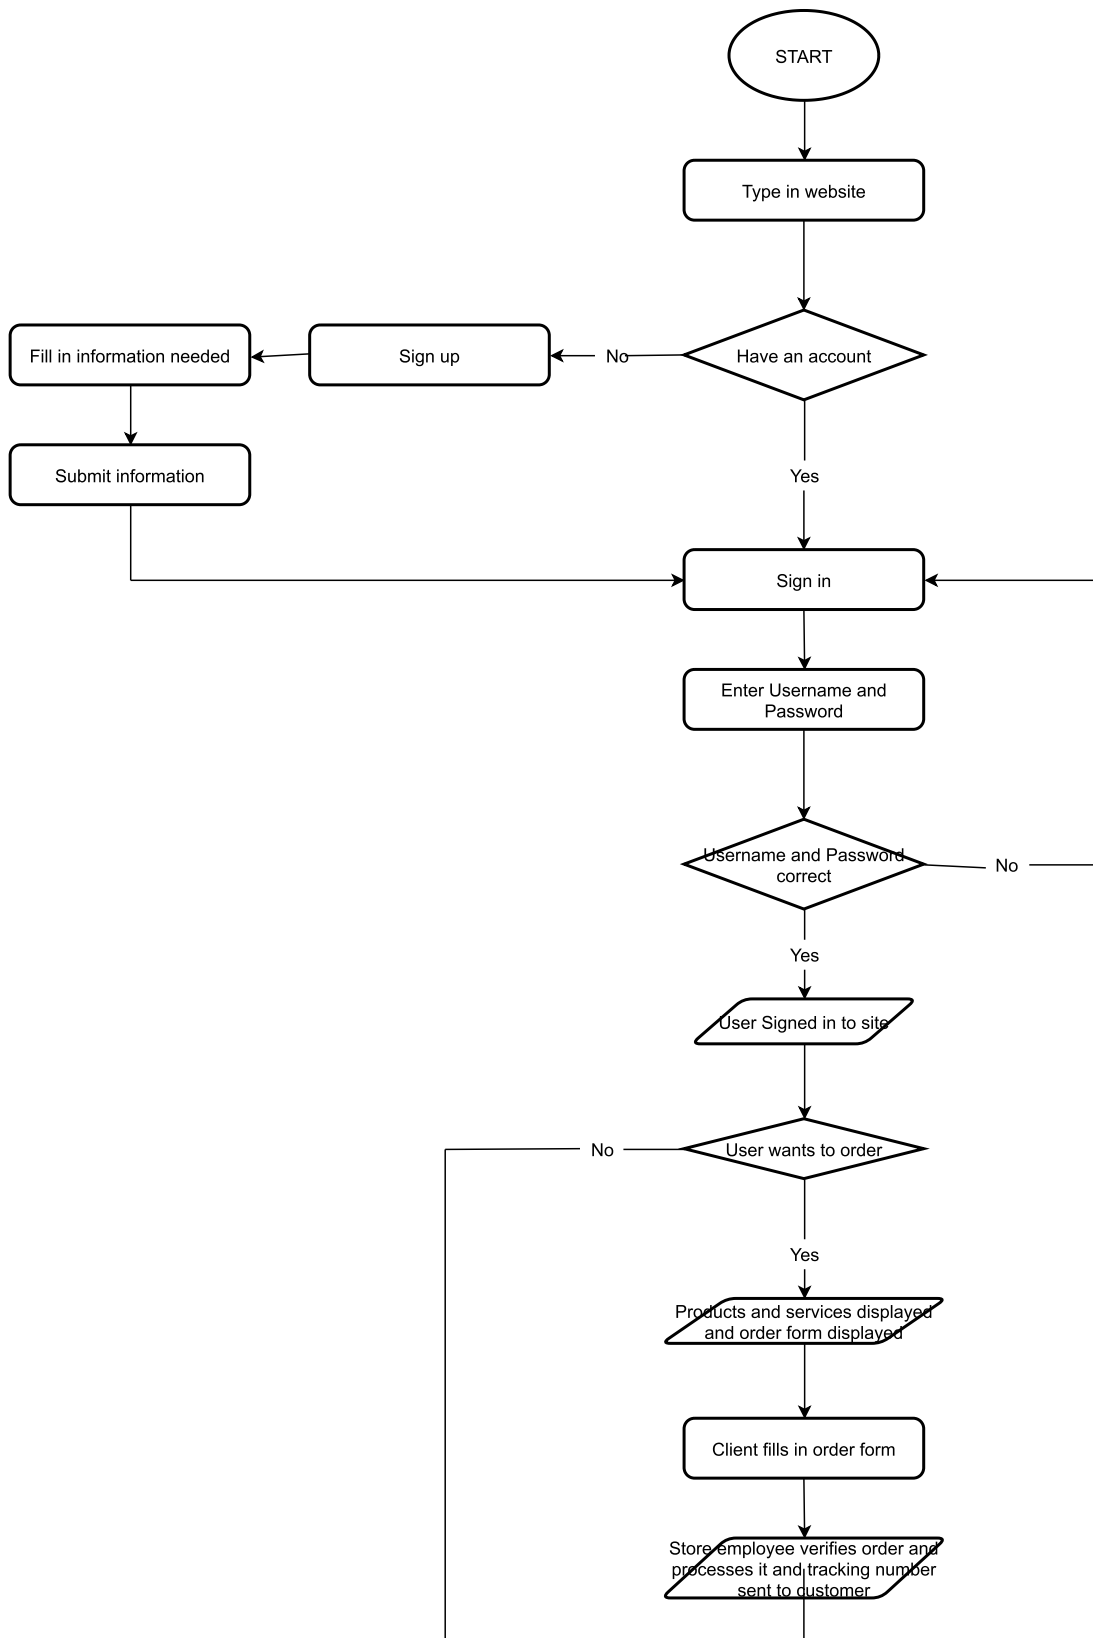 START
Type in website
Have an account
No
Sign up
Fill in information needed
Submit information
Yes
Sign in
Enter Username and
Password
Username and Password
correct
No
Yes
User Signed in to site
User wants to order
No
Yes
Products and services displayed
and order form displayed
Client fills in order form
Store employee verifies order and
processes it and tracking number
sent to customer